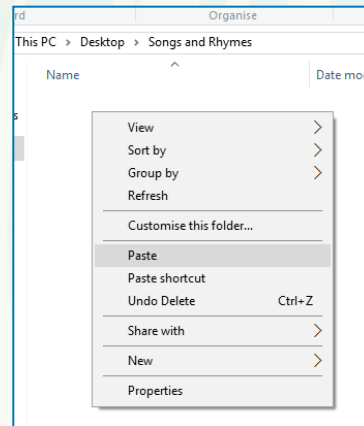 rd Organise
This PC > Desktop > Songs and Rhymes
Name Date mo
s
View
Sort by
Group by
Refresh
Customise this folder...
Paste
Paste shortcut
Undo Delete Ctrl+Z
Share with
New
Properties